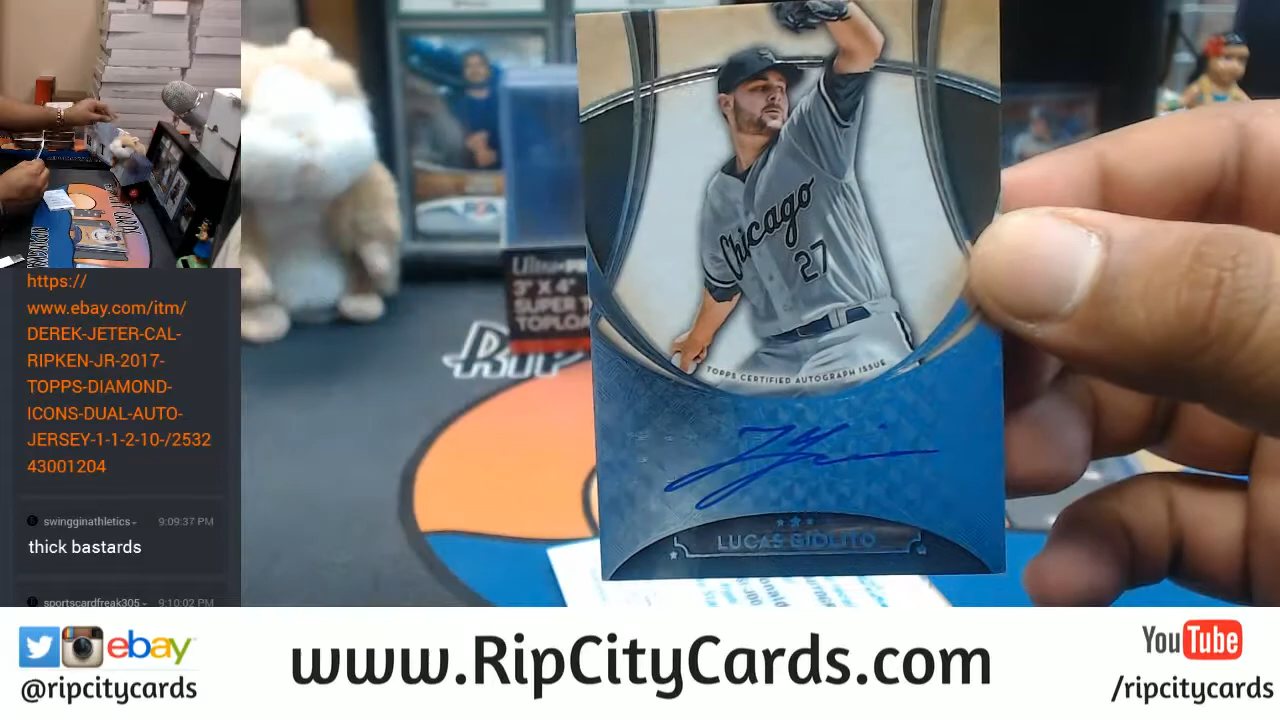 https://
www.ebay.com/itm/
DEREK-JETER-CAL-
RIPKEN-JR-2017-
TOPPS-DIAMOND-
ICONS-DUAL-AUTO-
JERSEY-1-1-2-10-/2532
43001204
swingginathletics
9:09:37 PM
thick bastards
sportscardfreak305
9:10:02 PM
Chicago
27
TOPPS CERTIFIED AUTOGRAPH ISSUE
LUCAS GIOLITO
3" X 4"
SUPER
ebay
@ripcitycards
www.RipCityCards.com
YouTube
/ripcitycards